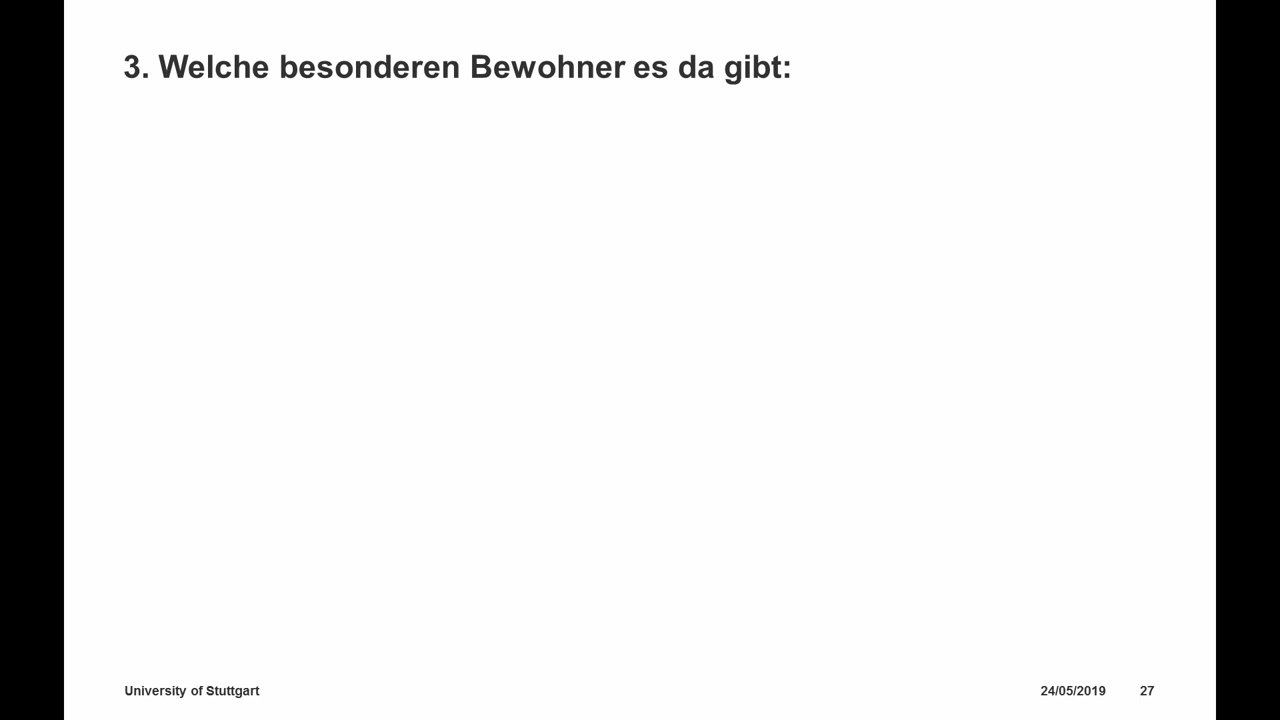 3. Welche besonderen Bewohner es da gibt:
University of Stuttgart
24/05/2019
27